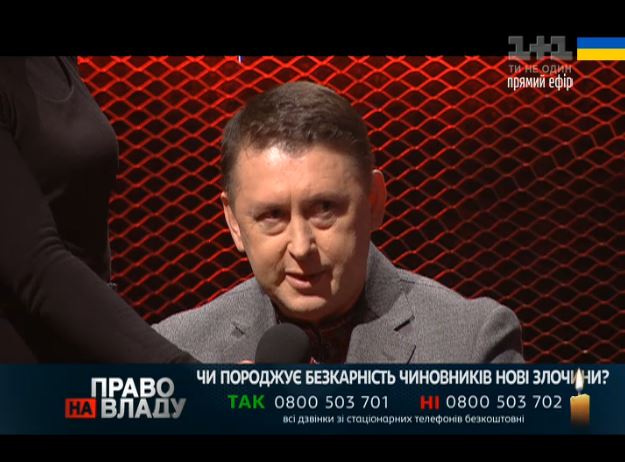 1+1
ТИ НЕ ОДИН
прямий ефір
ПРАВО
НА ВЛАДУ
ЧИ ПОРОДЖУЄ БЕЗКАРНІСТЬ ЧИНОВНИКІВ НОВІ ЗЛОЧИНИ?
ТАК 0800 503 701 НІ 0800 503 702
всі дзвінки зі стаціонарних телефонів безкоштовні